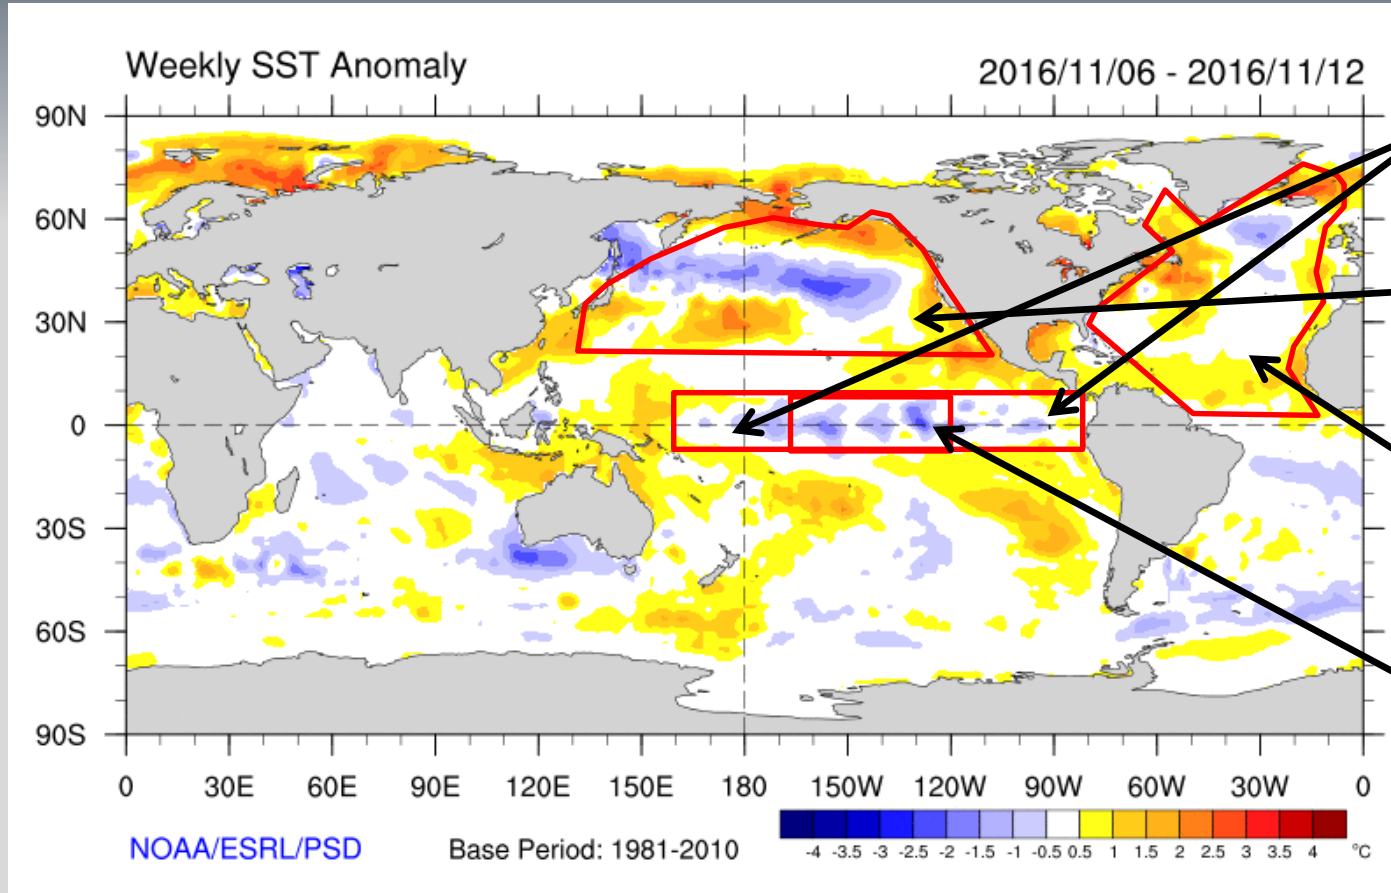 Weekly SST Anomaly
2016/11/06 - 2016/11/12
90N
60N
30N
0
30S
60S
90S
0 30E 60E 90E 120E 150E 180 150W 120W 90W 60W 30W 0
NOAA/ESRL/PSD
Base Period: 1981-2010
-4 -3.5 -3 -2.5 -2 -1.5 -1 -0.5 0.5 1 1.5 2 2.5 3 3.5 4 °C